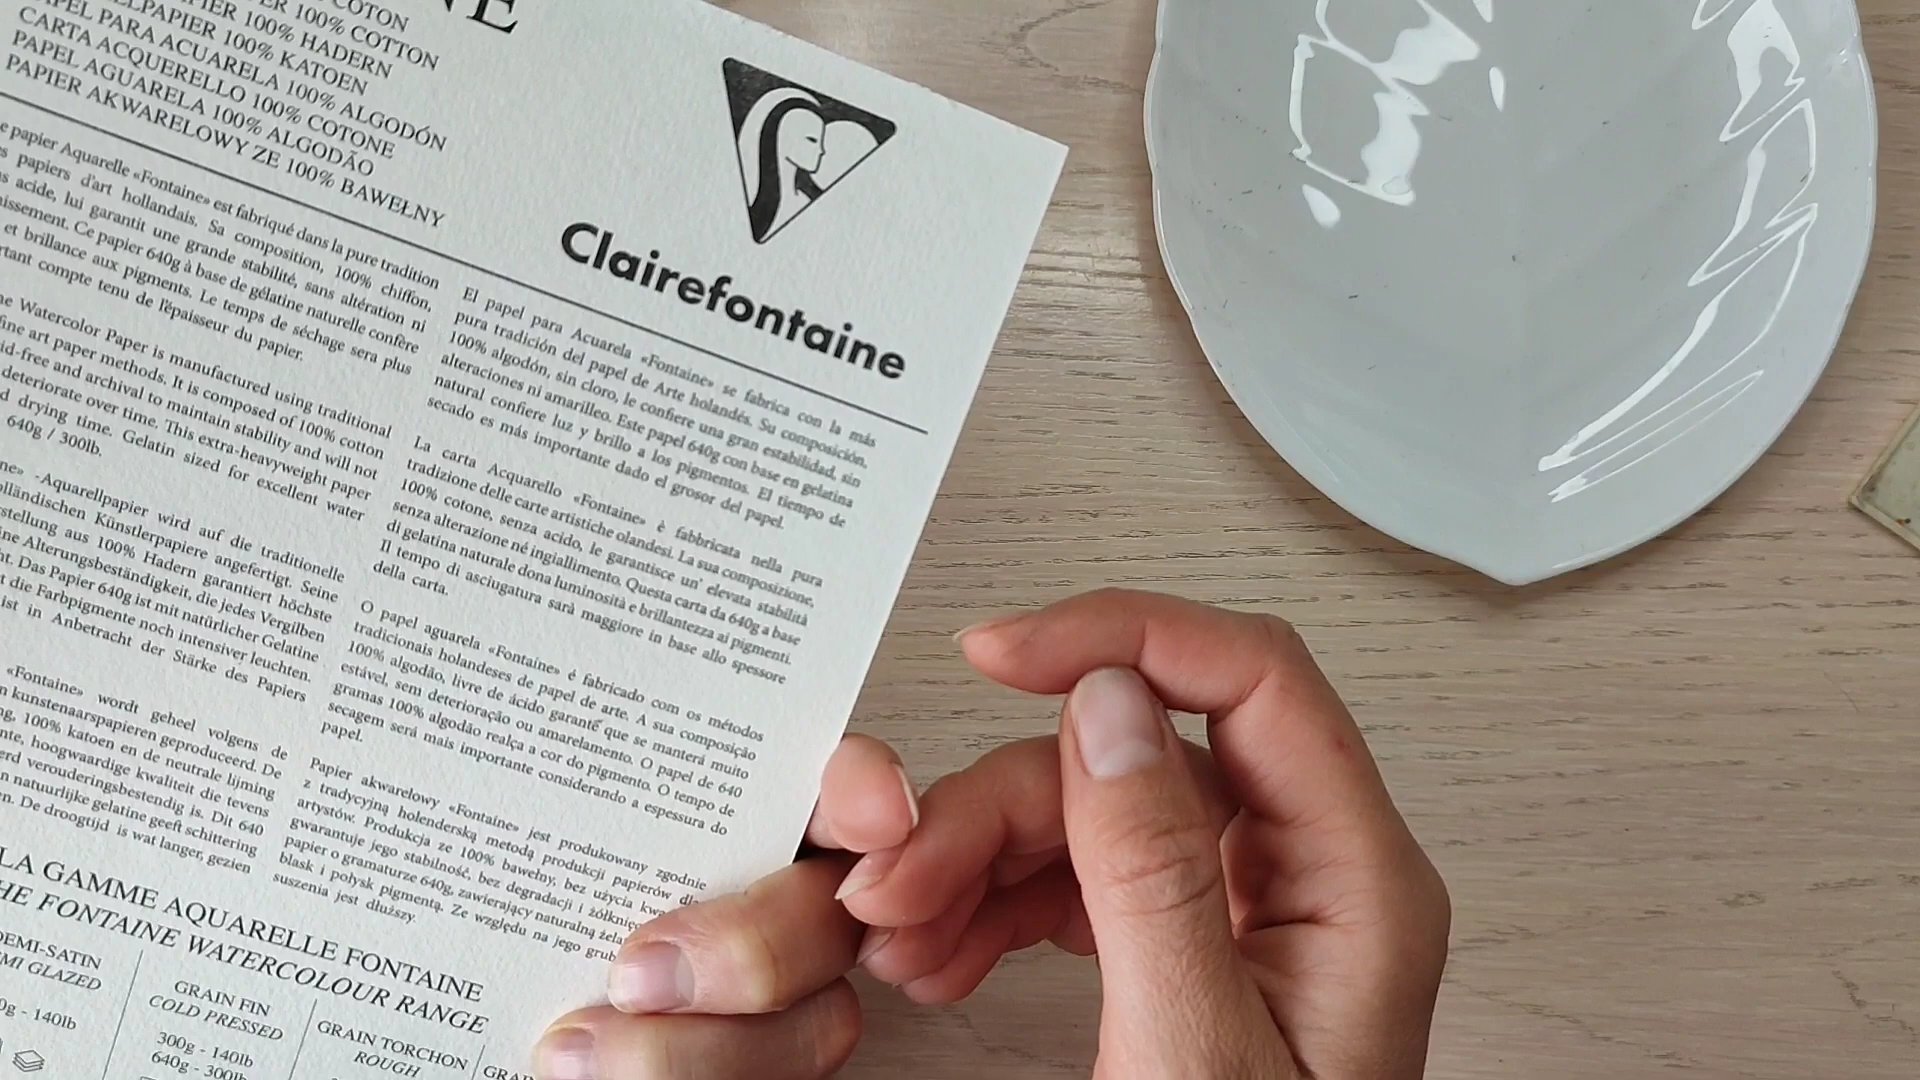 NE
COTON
100% COTTON
PAPIER 100% HADERN
100% KATOEN
PAPEL PARA ACUARELA 100% ALGODÓN
CARTA ACQUERELLO 100% COTONE
PAPEL AGUARELA 100% ALGODÃO
PAPIER AKWARELOWY ZE 100% BAWEŁNY
Clairefontaine
papier Aquarelle «Fontaine» est fabriqué dans la pure tradition
papiers d'art hollandais. Sa composition, 100% chiffon,
acide, lui garantit une grande stabilité, sans altération ni
Ce papier 640g à base de gélatine naturelle confère
et brillance aux pigments. Le temps de séchage sera plus
compte tenu de l'épaisseur du papier.
Watercolor Paper is manufactured using traditional
fine art paper methods. It is composed of 100% cotton
and archival to maintain stability and will not
deteriorate over time. This extra-heavyweight paper
drying time. Gelatin sized for excellent water
640g / 300lb.
-Aquarellpapier wird auf die traditionelle
Künstlerpapiere angefertigt. Seine
aus 100% Hadern garantiert höchste
Alterungsbeständigkeit, die jedes Vergilben
Das Papier 640g ist mit natürlicher Gelatine
die Farbpigmente noch intensiver leuchten.
ist in Anbetracht der Stärke des Papiers
«Fontaine» wordt geheel volgens de
kunstenaarspapieren geproduceerd. De
100% katoen en de neutrale lijming
hoogwaardige kwaliteit die tevens
verouderingsbestendig is. Dit 640
natuurlijke gelatine geeft schittering
De droogtijd is wat langer, gezien
El papel para Acuarela «Fontaine» se fabrica con la más
pura tradición del papel de Arte holandés. Su composición,
100% algodón, sin cloro, le confiere una gran estabilidad, sin
alteraciones ni amarilleo. Este papel 640g con base en gelatina
natural confiere luz y brillo a los pigmentos. El tiempo de
secado es más importante dado el grosor del papel.
La carta Acquarello «Fontaine» è fabbricata nella pura
tradizione delle carte artistiche olandesi. La sua composizione,
100% cotone, senza acido, le garantisce un' elevata stabilità
senza alterazione né ingiallimento. Questa carta da 640g a base
di gelatina naturale dona luminosità e brillantezza ai pigmenti.
Il tempo di asciugatura sarà maggiore in base allo spessore
della carta.
O papel aguarela «Fontaine» é fabricado com os métodos
tradicionais holandeses de papel de arte. A sua composição
100% algodão, livre de ácido garante que se manterá muito
estável, sem deterioração ou amarelamento. O papel de 640
gramas 100% algodão realça a cor do pigmento. O tempo de
secagem será mais importante considerando a espessura do
papel.
Papier akwarelowy «Fontaine» jest produkowany zgodnie
z tradycyjną holenderską metodą produkcji papierów dla
artystów. Produkcja ze 100% bawełny, bez użycia
gwarantuje jego stabilność, bez degradacji i
papier o gramaturze 640g, zawierający naturalną
blask i połysk pigmentą. Ze względu na jego
suszenia jest dłuższy.
LA GAMME AQUARELLE FONTAINE
THE FONTAINE WATERCOLOUR RANGE
DEMI-SATIN
GLAZED
140lb
GRAIN FIN
COLD PRESSED
300g - 140lb
640g - 300lb
GRAIN TORCHON
ROUGH